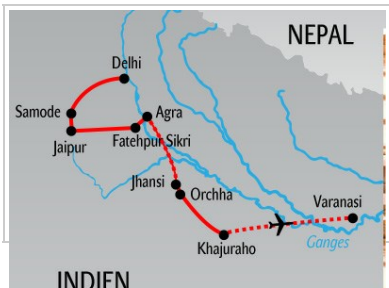 NEPAL
Delhi
Samode
Agra
Jaipur
Fatehpur Sikri
Jhansi
Orchha
Varanasi
Khajuraho
Ganges
INDIEN